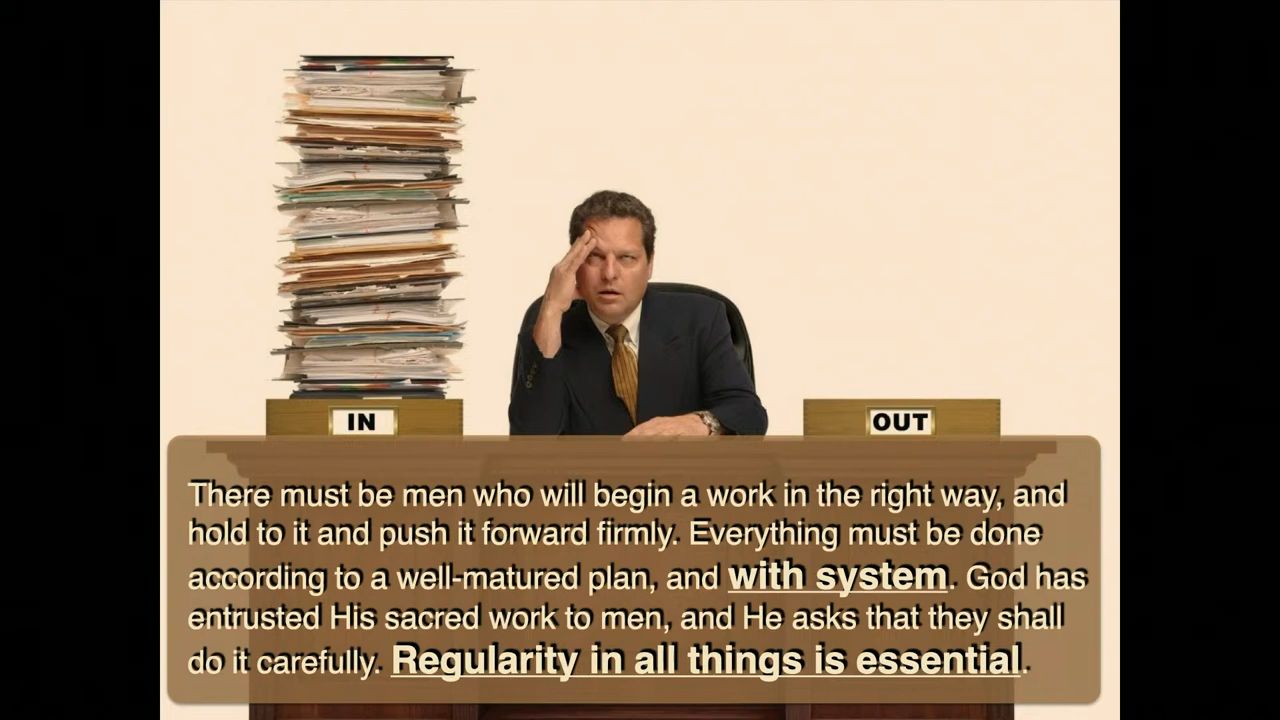 IN
OUT
There must be men who will begin a work in the right way, and
hold to it and push it forward firmly. Everything must be done
according to a well-matured plan, and with system. God has
entrusted His sacred work to men, and He asks that they shall
do it carefully. Regularity in all things is essential.